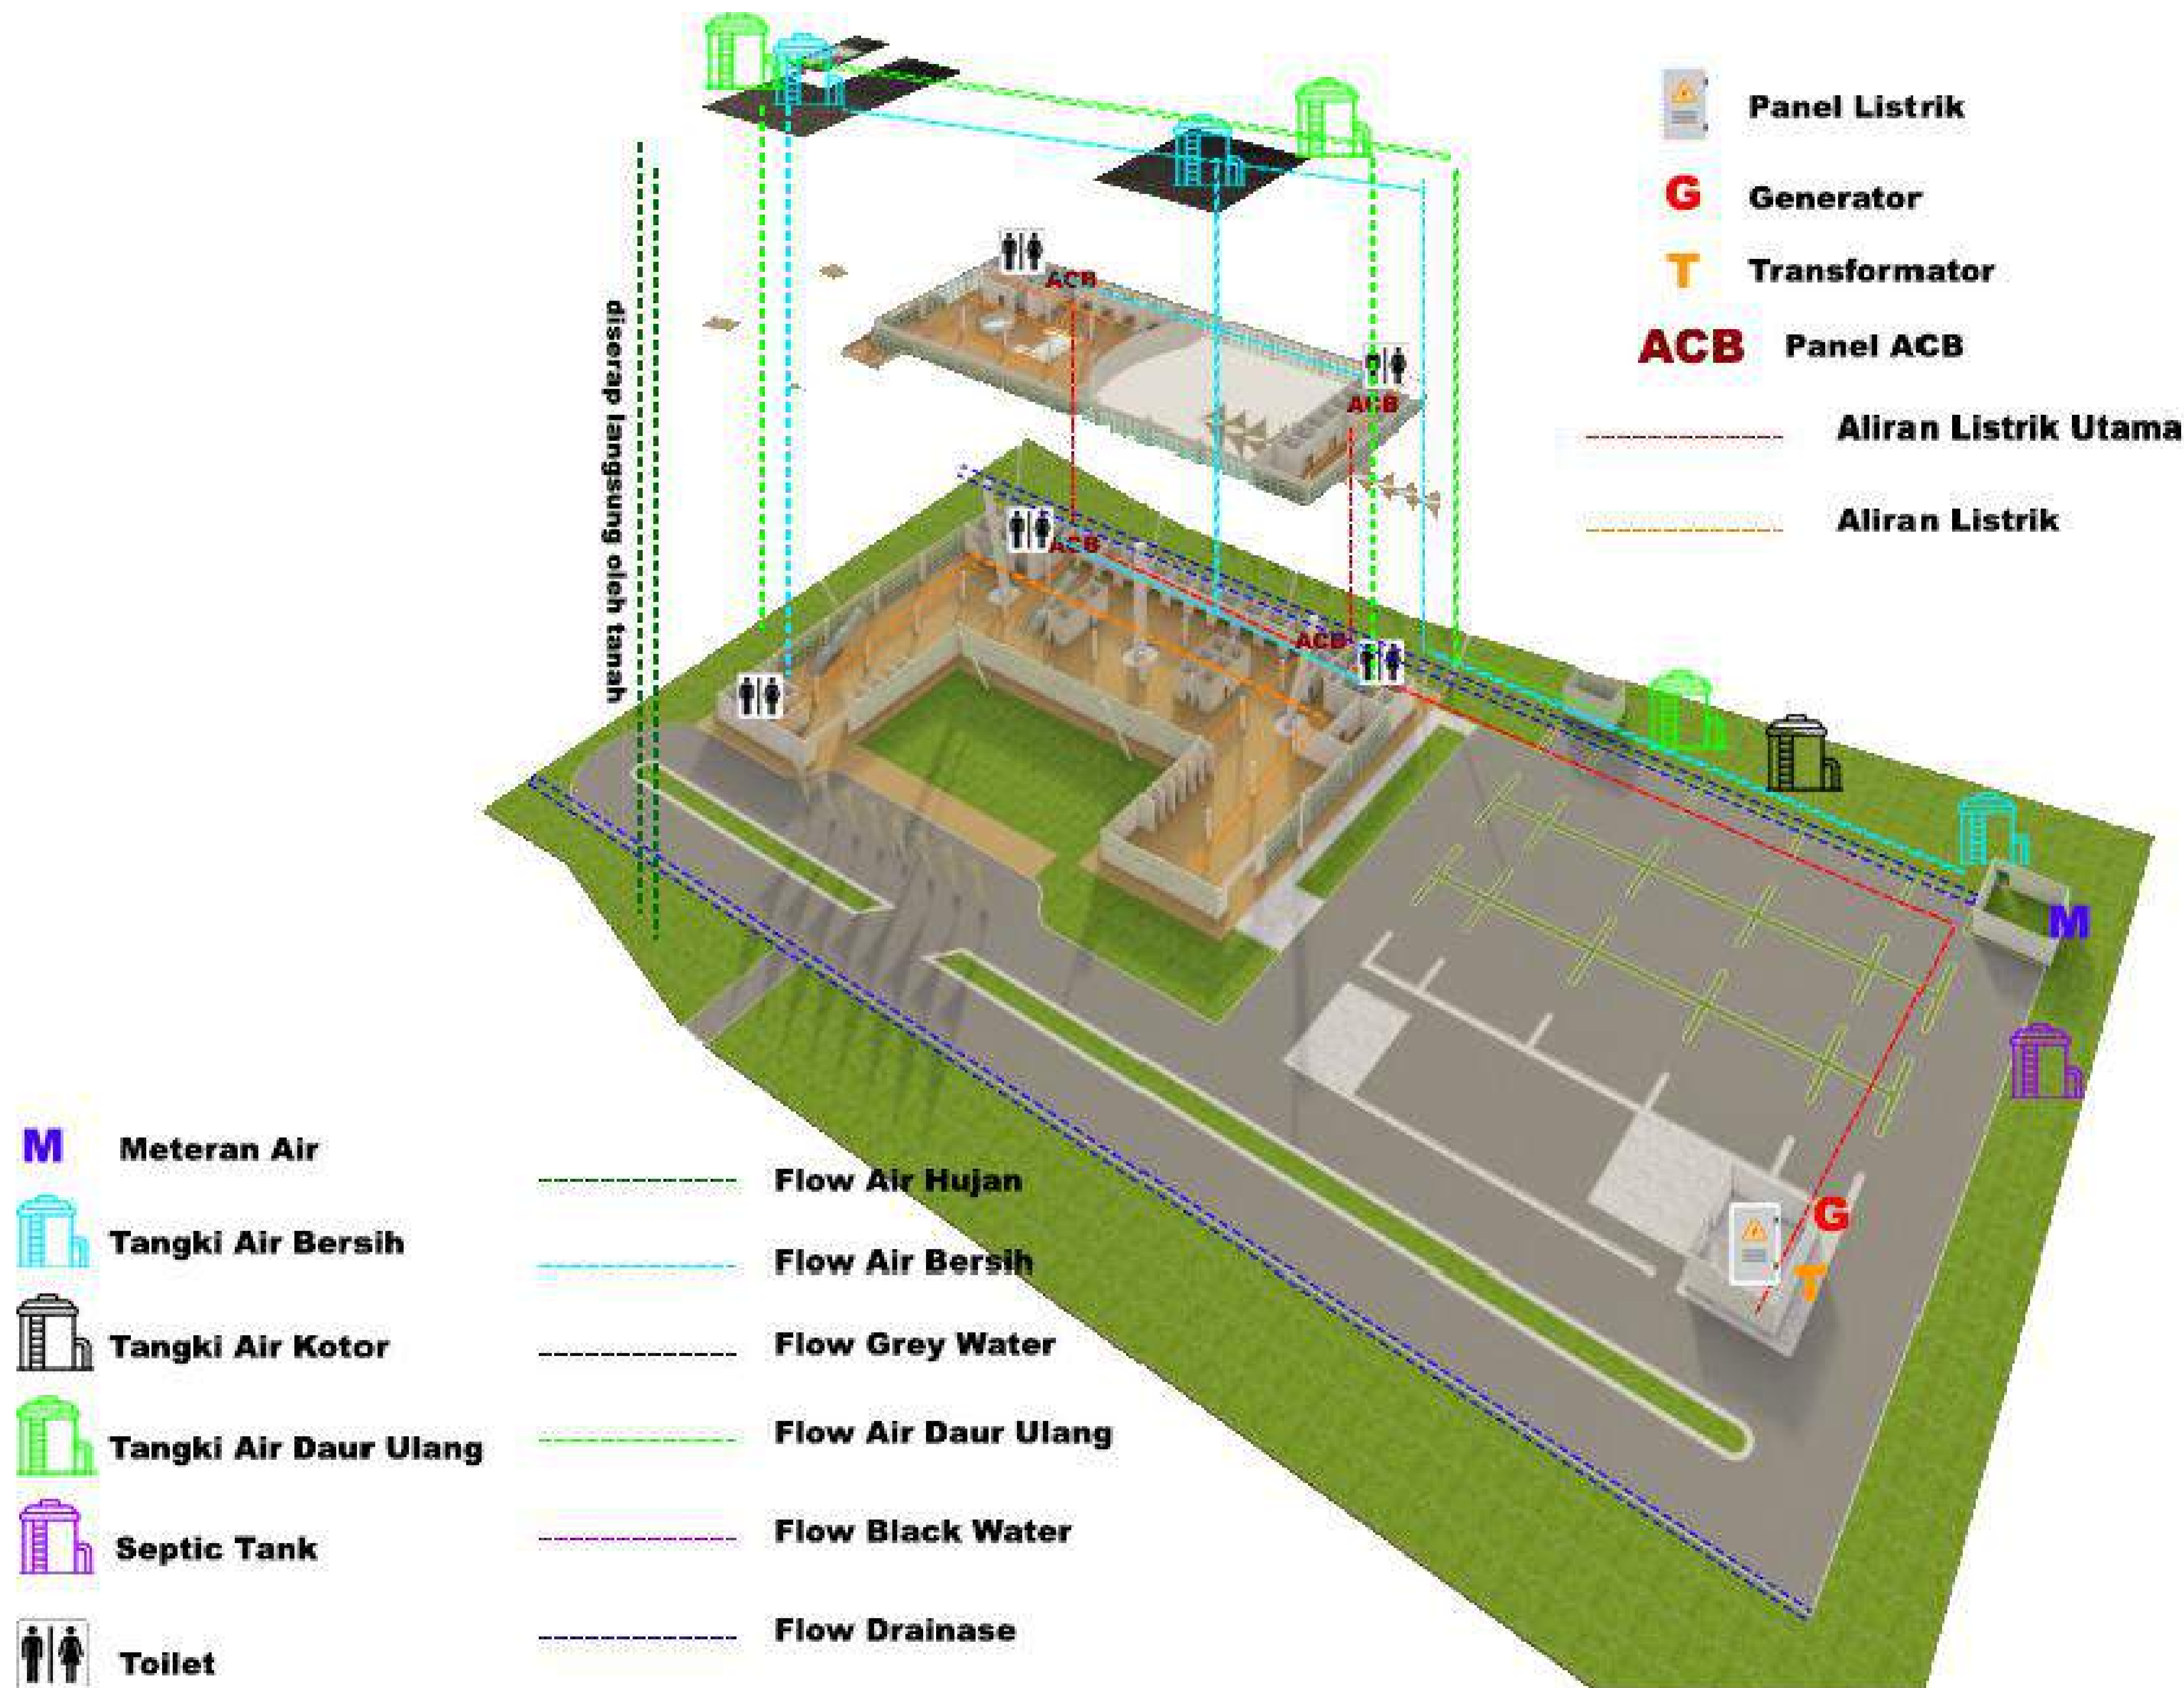 Panel Listrik
G Generator
T Transformator
ACB Panel ACB
Aliran Listrik Utama
Aliran Listrik
diserap langsung oleh tanah
ACB
ACB
ACB
ACB
M
G
T
M Meteran Air
Tangki Air Bersih
Tangki Air Kotor
Tangki Air Daur Ulang
Septic Tank
Toilet
Flow Air Hujan
Flow Air Bersih
Flow Grey Water
Flow Air Daur Ulang
Flow Black Water
Flow Drainase